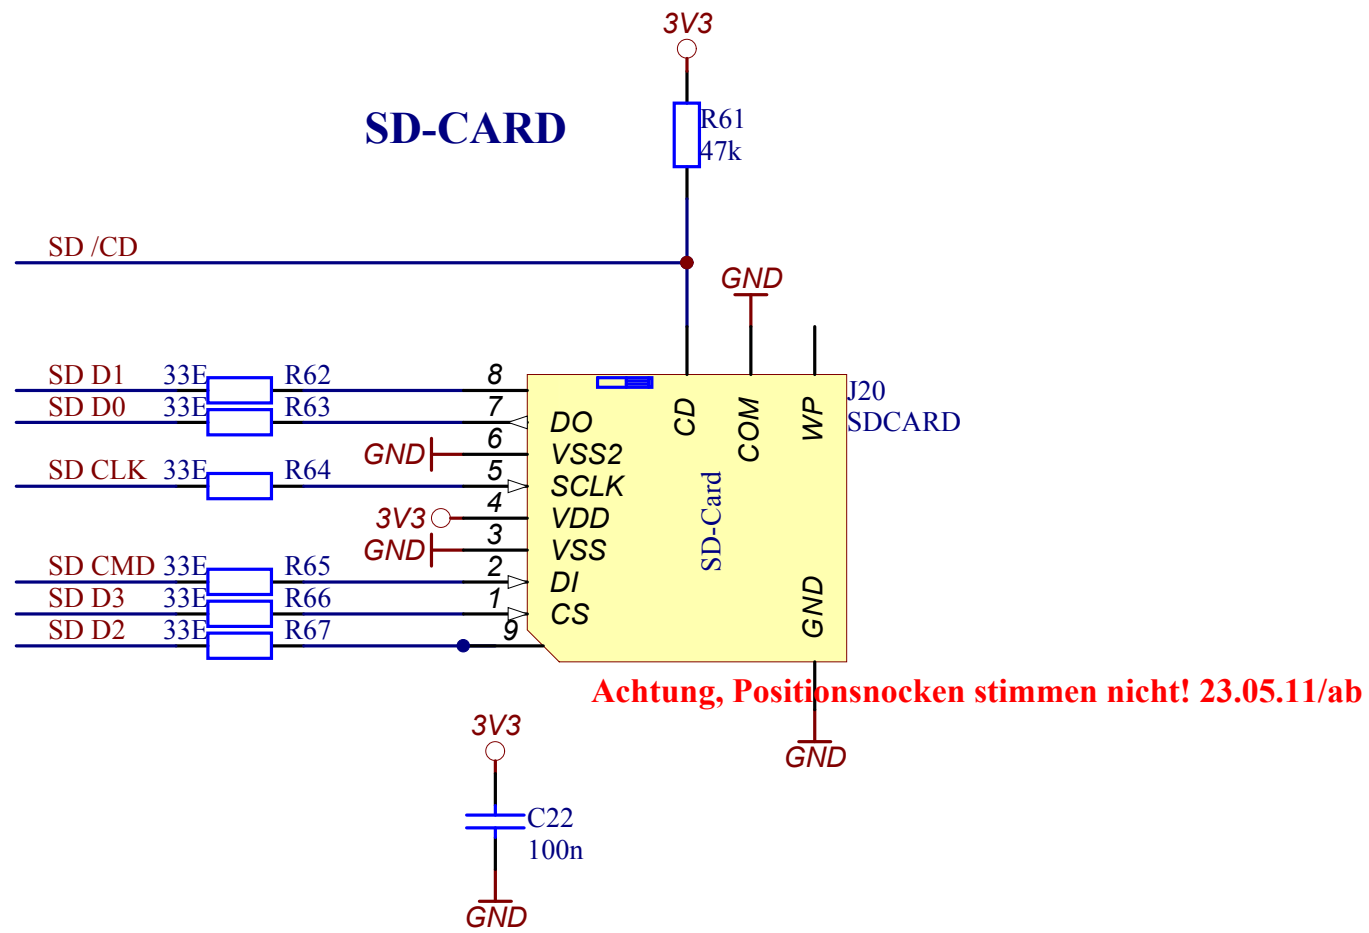 3V3
SD-CARD
R61
47k
SD /CD
GND
SD D1 33E R62 8
SD D0 33E R63 7 DO
GND 6 VSS2
SD CLK 33E R64 5 SCLK
3V3 4 VDD
GND 3 VSS
SD CMD 33E R65 2 DI
SD D3 33E R66 1 CS
SD D2 33E R67 9
CD
COM
WP
J20
SDCARD
SD-Card
GND
Achtung, Positionsnocken stimmen nicht! 23.05.11/ab
GND
3V3
C22
100n
GND